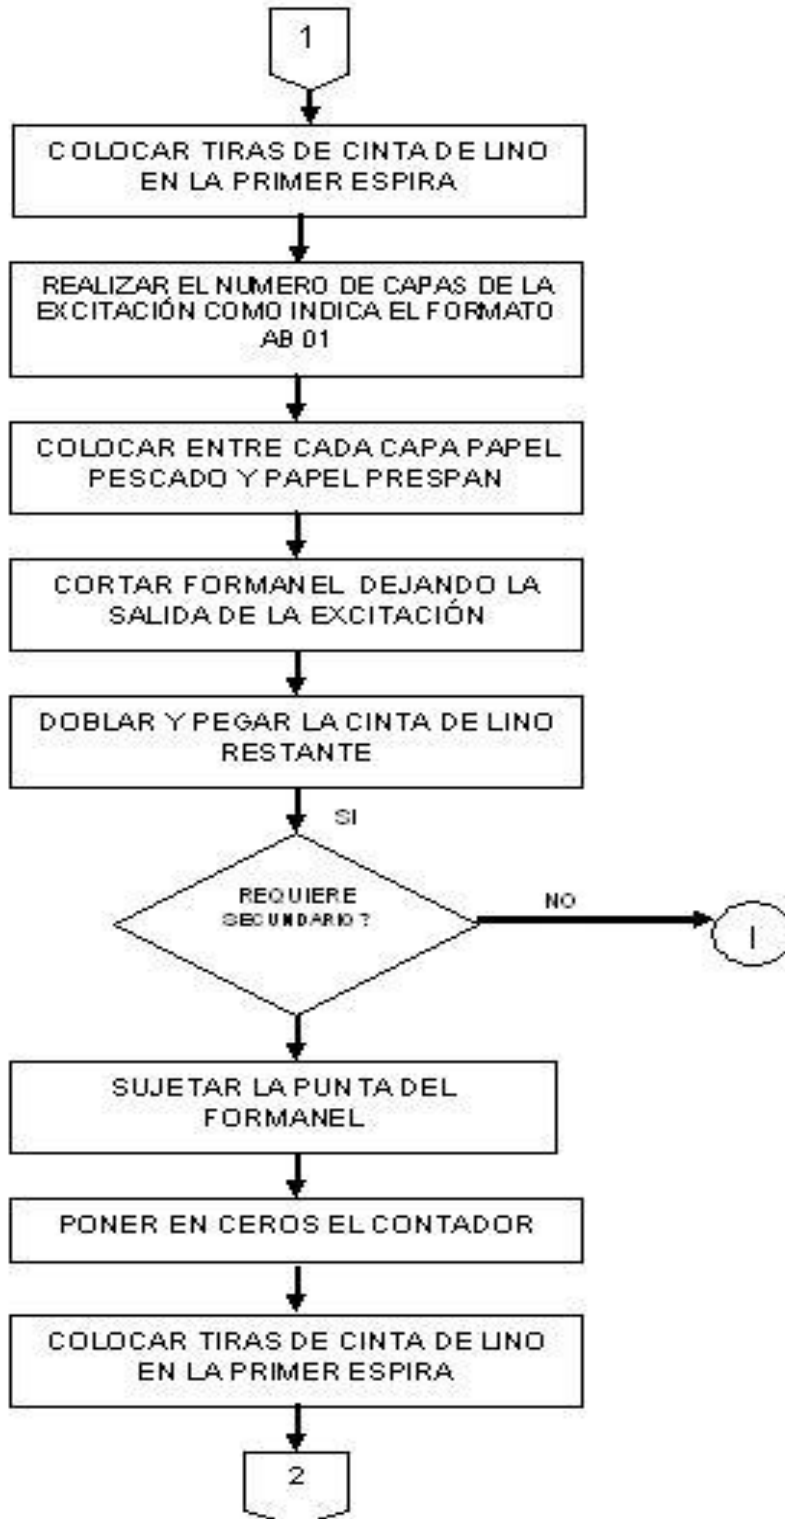 1
COLOCAR TIRAS DE CINTA DE LINO
EN LA PRIMER ESPIRA
REALIZAR EL NUMERO DE CAPAS DE LA
EXCITACIÓN COMO INDICA EL FORMATO
AB 01
COLOCAR ENTRE CADA CAPA PAPEL
PESCADO Y PAPEL PRESPAN
CORTAR FORMANEL DEJANDO LA
SALIDA DE LA EXCITACIÓN
DOBLAR Y PEGAR LA CINTA DE LINO
RESTANTE
SI
REQUIERE
SECUNDARIO?
NO
I
SUJETAR LA PUNTA DEL
FORMANEL
PONER EN CEROS EL CONTADOR
COLOCAR TIRAS DE CINTA DE LINO
EN LA PRIMER ESPIRA
2